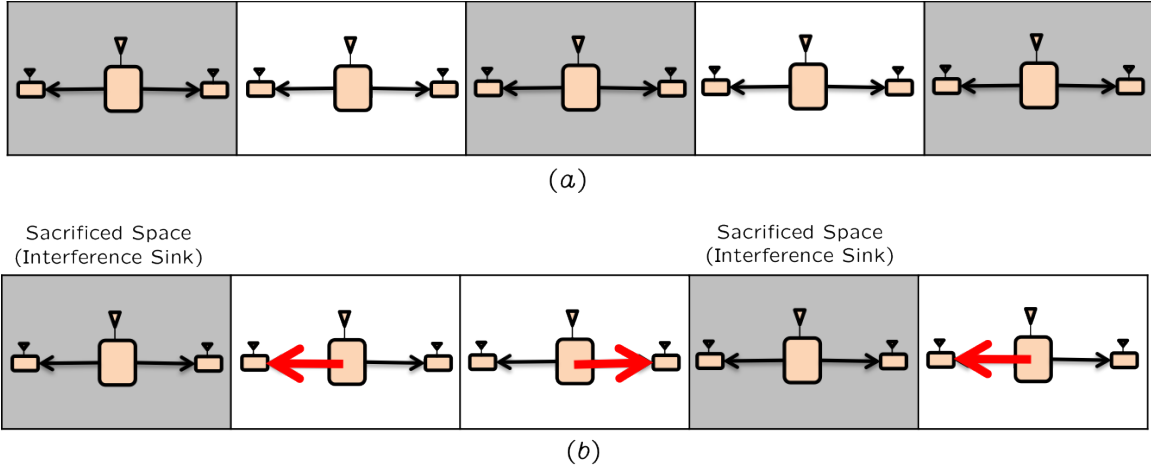 (a)
Sacrificed Space
(Interference Sink)
Sacrificed Space
(Interference Sink)
(b)